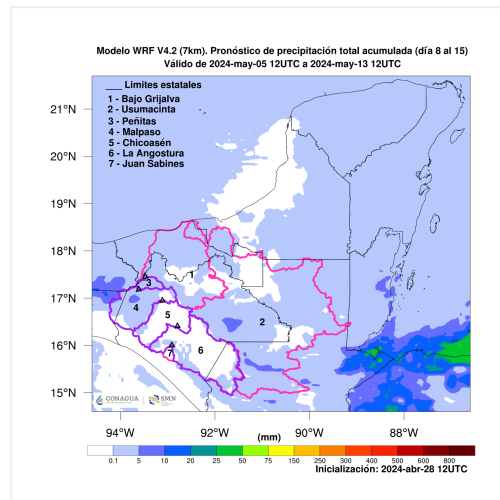 Modelo WRF V4.2 (7km). Pronóstico de precipitación total acumulada (día 8 al 15)
Válido de 2024-may-05 12UTC a 2024-may-13 12UTC
___ Limites estatales
1 - Bajo Grijalva
2 - Usumacinta
3 - Peñitas
4 - Malpaso
5 - Chicoasén
6 - La Angostura
7 - Juan Sabines
21°N
20°N
19°N
18°N
17°N
16°N
15°N
1
3
4
5
2
6
7
CONAGUA
SMN
94°W 92°W 90°W 88°W
(mm)
0.1 5 10 20 25 50 75 150 250 300 400 500 600 800
Inicialización: 2024-abr-28 12UTC